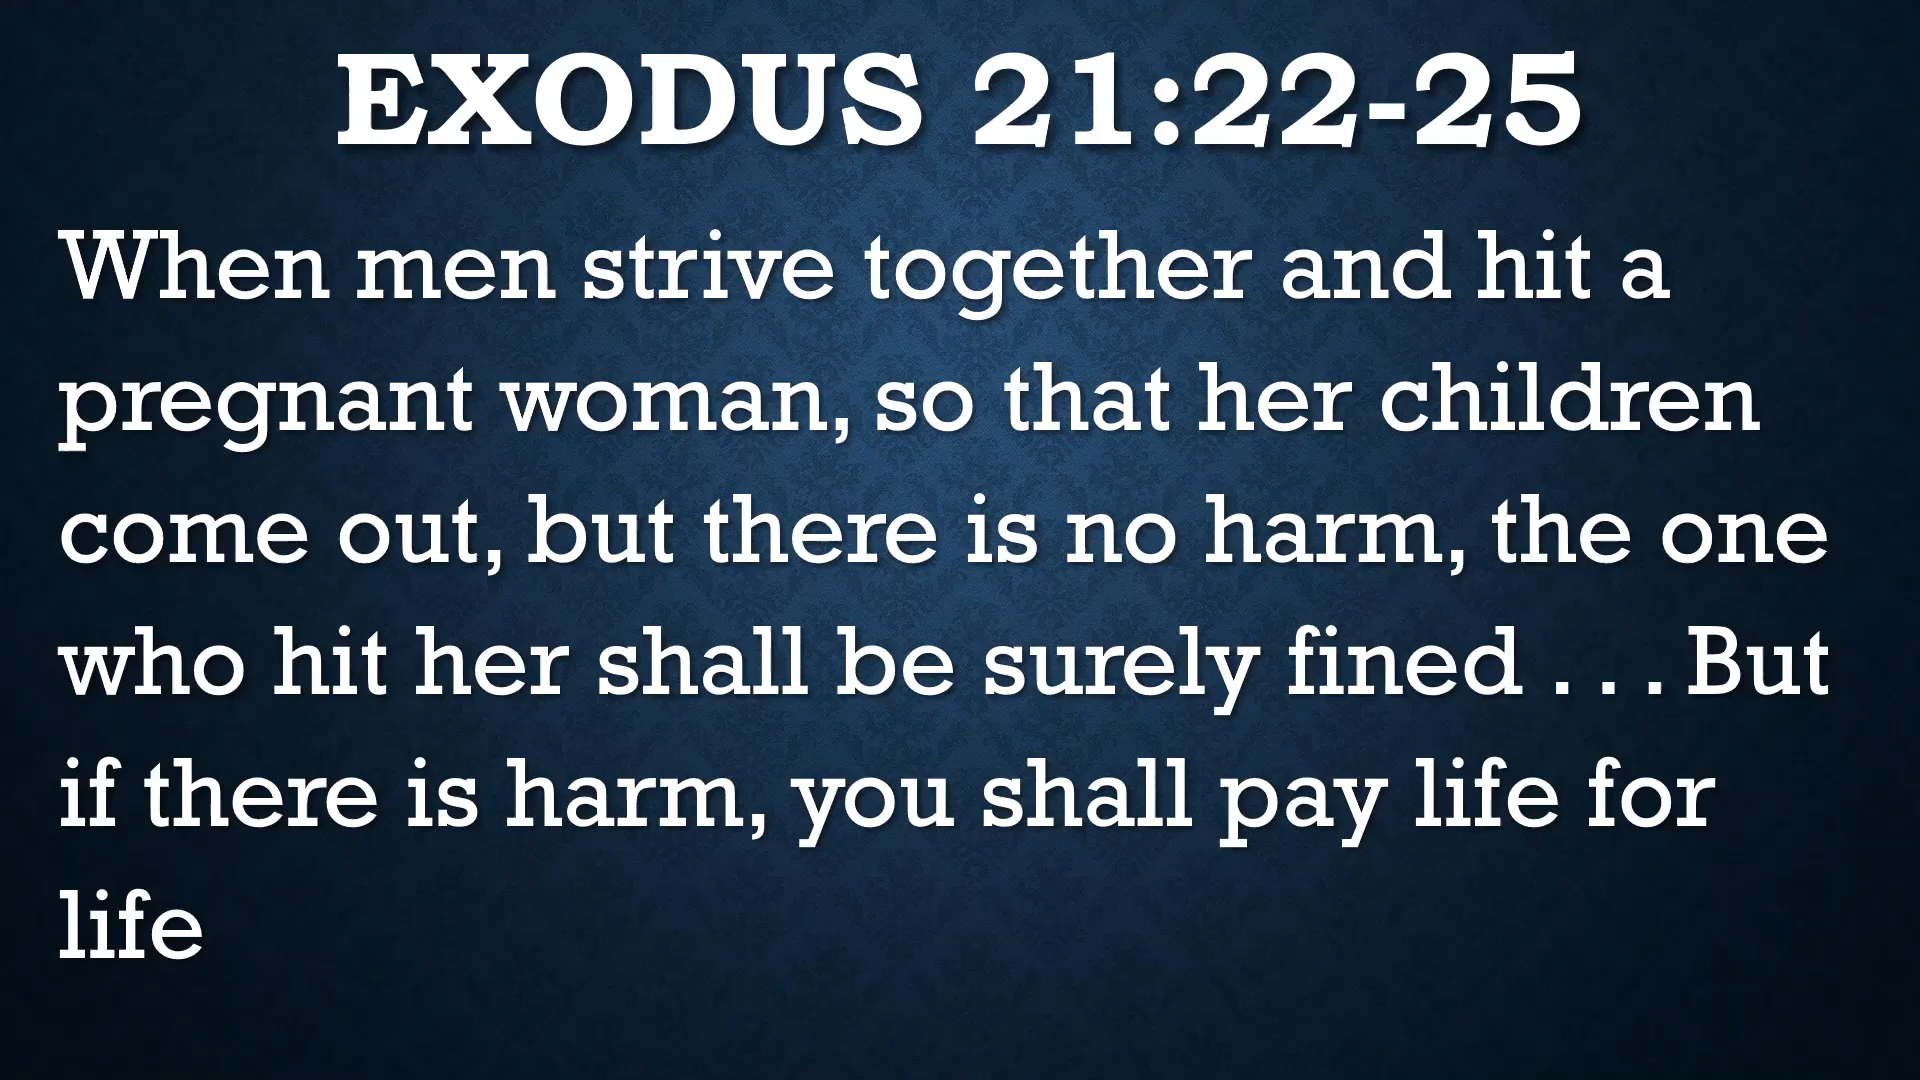 EXODUS 21:22-25
When men strive together and hit a
pregnant woman, so that her children
come out, but there is no harm, the one
who hit her shall be surely fined . . . But
if there is harm, you shall pay life for
life